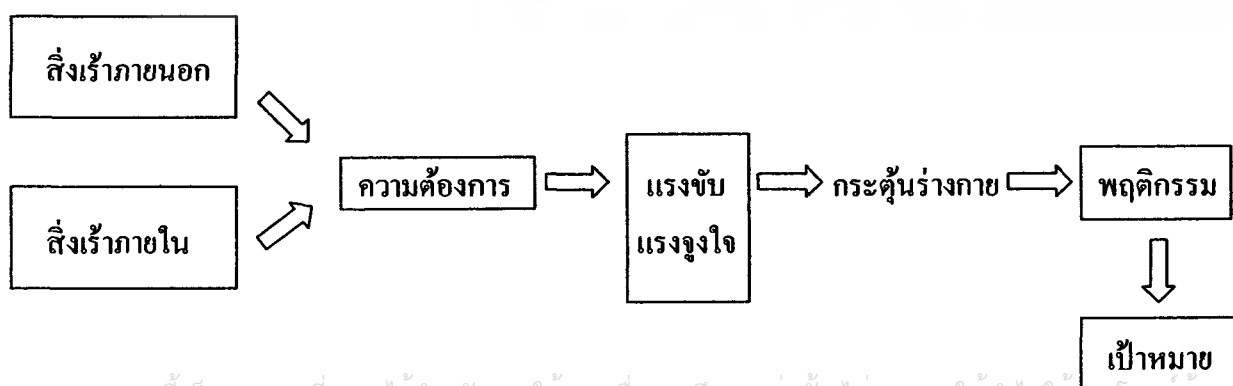 สิ่งเร้าภายนอก
สิ่งเร้าภายใน
ความต้องการ
แรงขับ
แรงจูงใจ
กระตุ้นร่างกาย
พฤติกรรม
เป้าหมาย